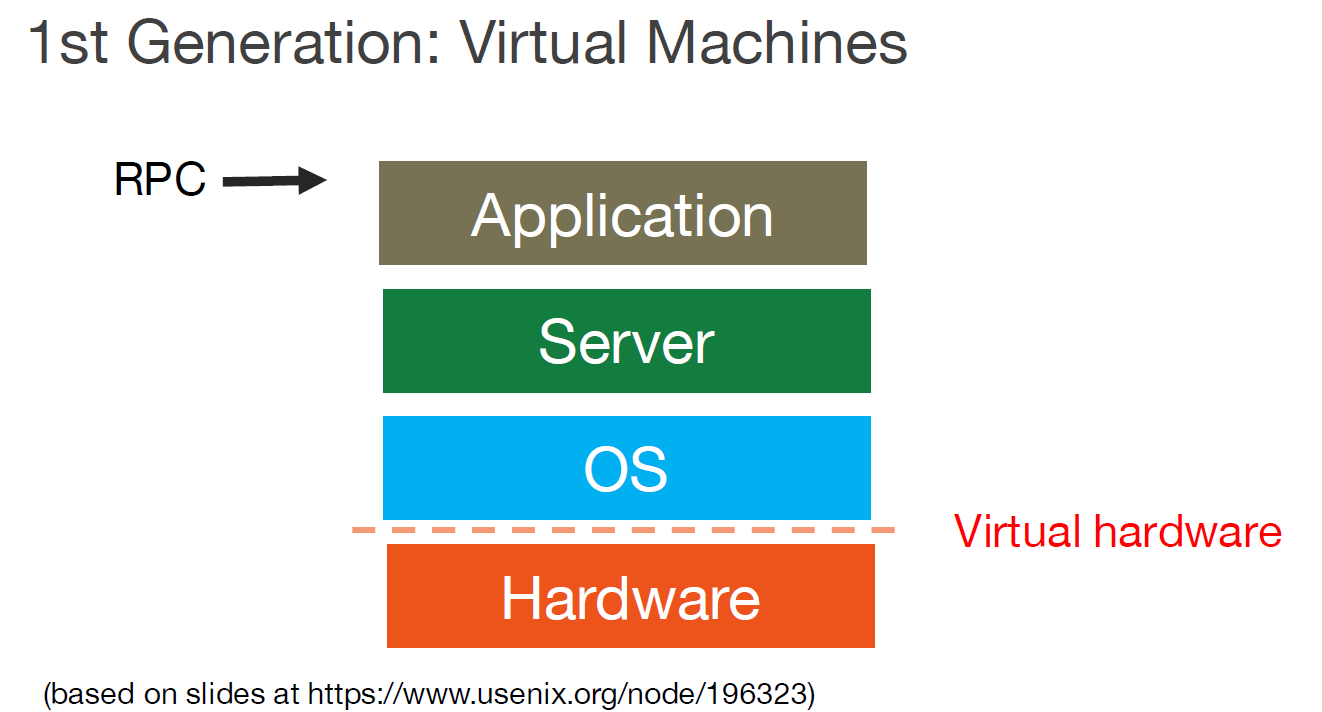 1st Generation: Virtual Machines
RPC
Application
Server
OS
Virtual hardware
Hardware
(based on slides at https://www.usenix.org/node/196323)